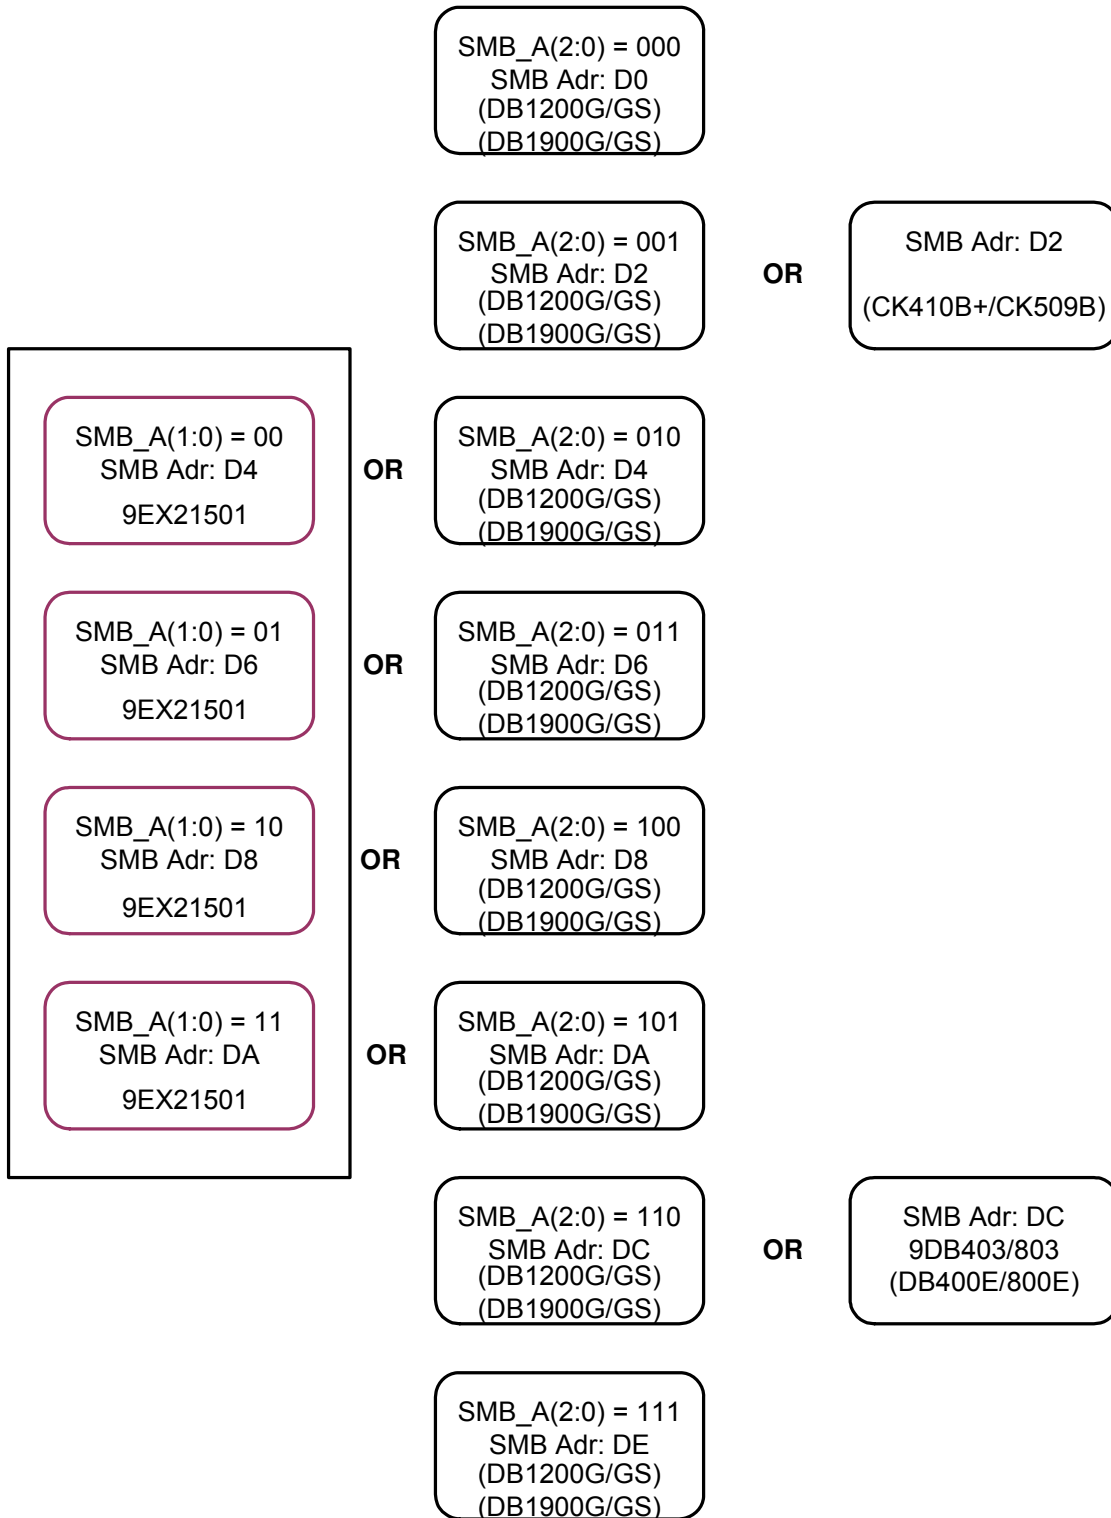 SMB_A(2:0) = 000
SMB Adr: D0
(DB1200G/GS)
(DB1900G/GS)
SMB_A(2:0) = 001
SMB Adr: D2
(DB1200G/GS)
(DB1900G/GS)
OR
SMB Adr: D2
(CK410B+/CK509B)
SMB_A(1:0) = 00
SMB Adr: D4
9EX21501
OR
SMB_A(2:0) = 010
SMB Adr: D4
(DB1200G/GS)
(DB1900G/GS)
SMB_A(1:0) = 01
SMB Adr: D6
9EX21501
OR
SMB_A(2:0) = 011
SMB Adr: D6
(DB1200G/GS)
(DB1900G/GS)
SMB_A(1:0) = 10
SMB Adr: D8
9EX21501
OR
SMB_A(2:0) = 100
SMB Adr: D8
(DB1200G/GS)
(DB1900G/GS)
SMB_A(1:0) = 11
SMB Adr: DA
9EX21501
OR
SMB_A(2:0) = 101
SMB Adr: DA
(DB1200G/GS)
(DB1900G/GS)
SMB_A(2:0) = 110
SMB Adr: DC
(DB1200G/GS)
(DB1900G/GS)
OR
SMB Adr: DC
9DB403/803
(DB400E/800E)
SMB_A(2:0) = 111
SMB Adr: DE
(DB1200G/GS)
(DB1900G/GS)